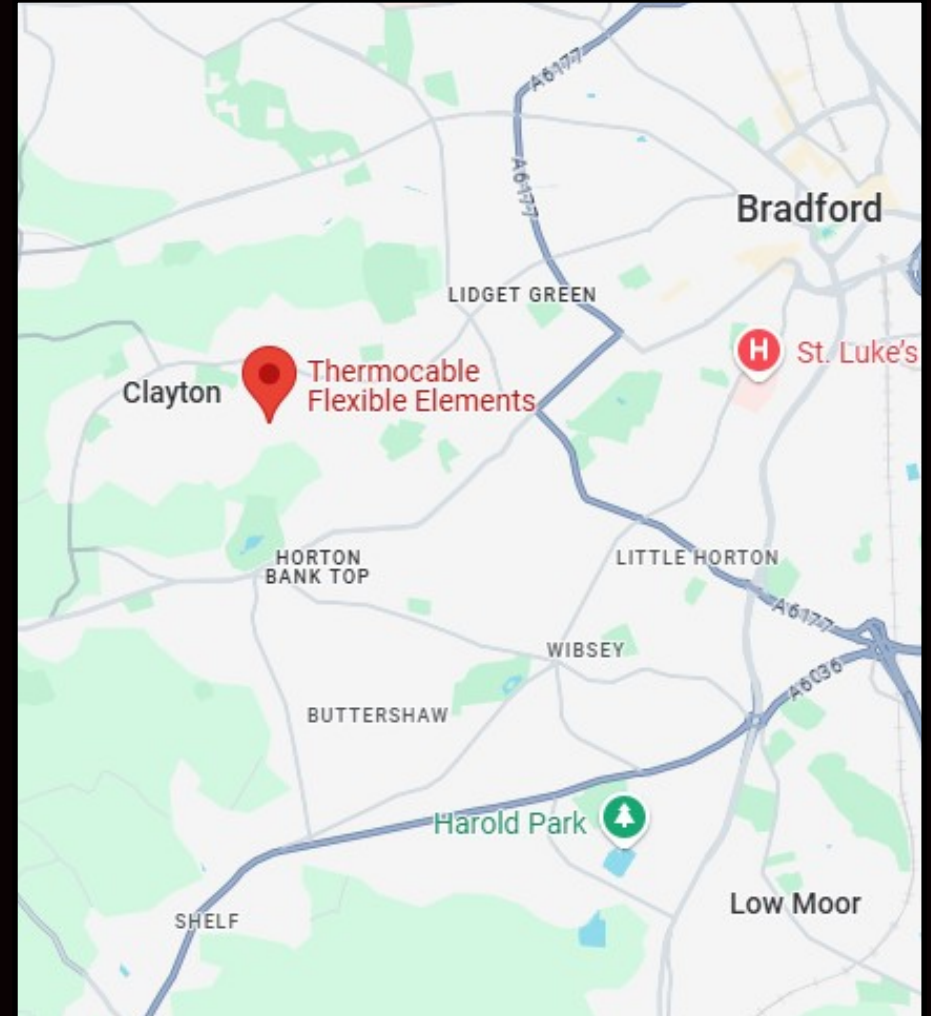 A6177
A6177
Bradford
LIDGET GREEN
H
St. Luke's
Thermocable
Flexible Elements
Clayton
HORTON
BANK TOP
LITTLE HORTON
A6177
WIBSEY
A6036
BUTTERSHAW
Harold Park
Low Moor
SHELF